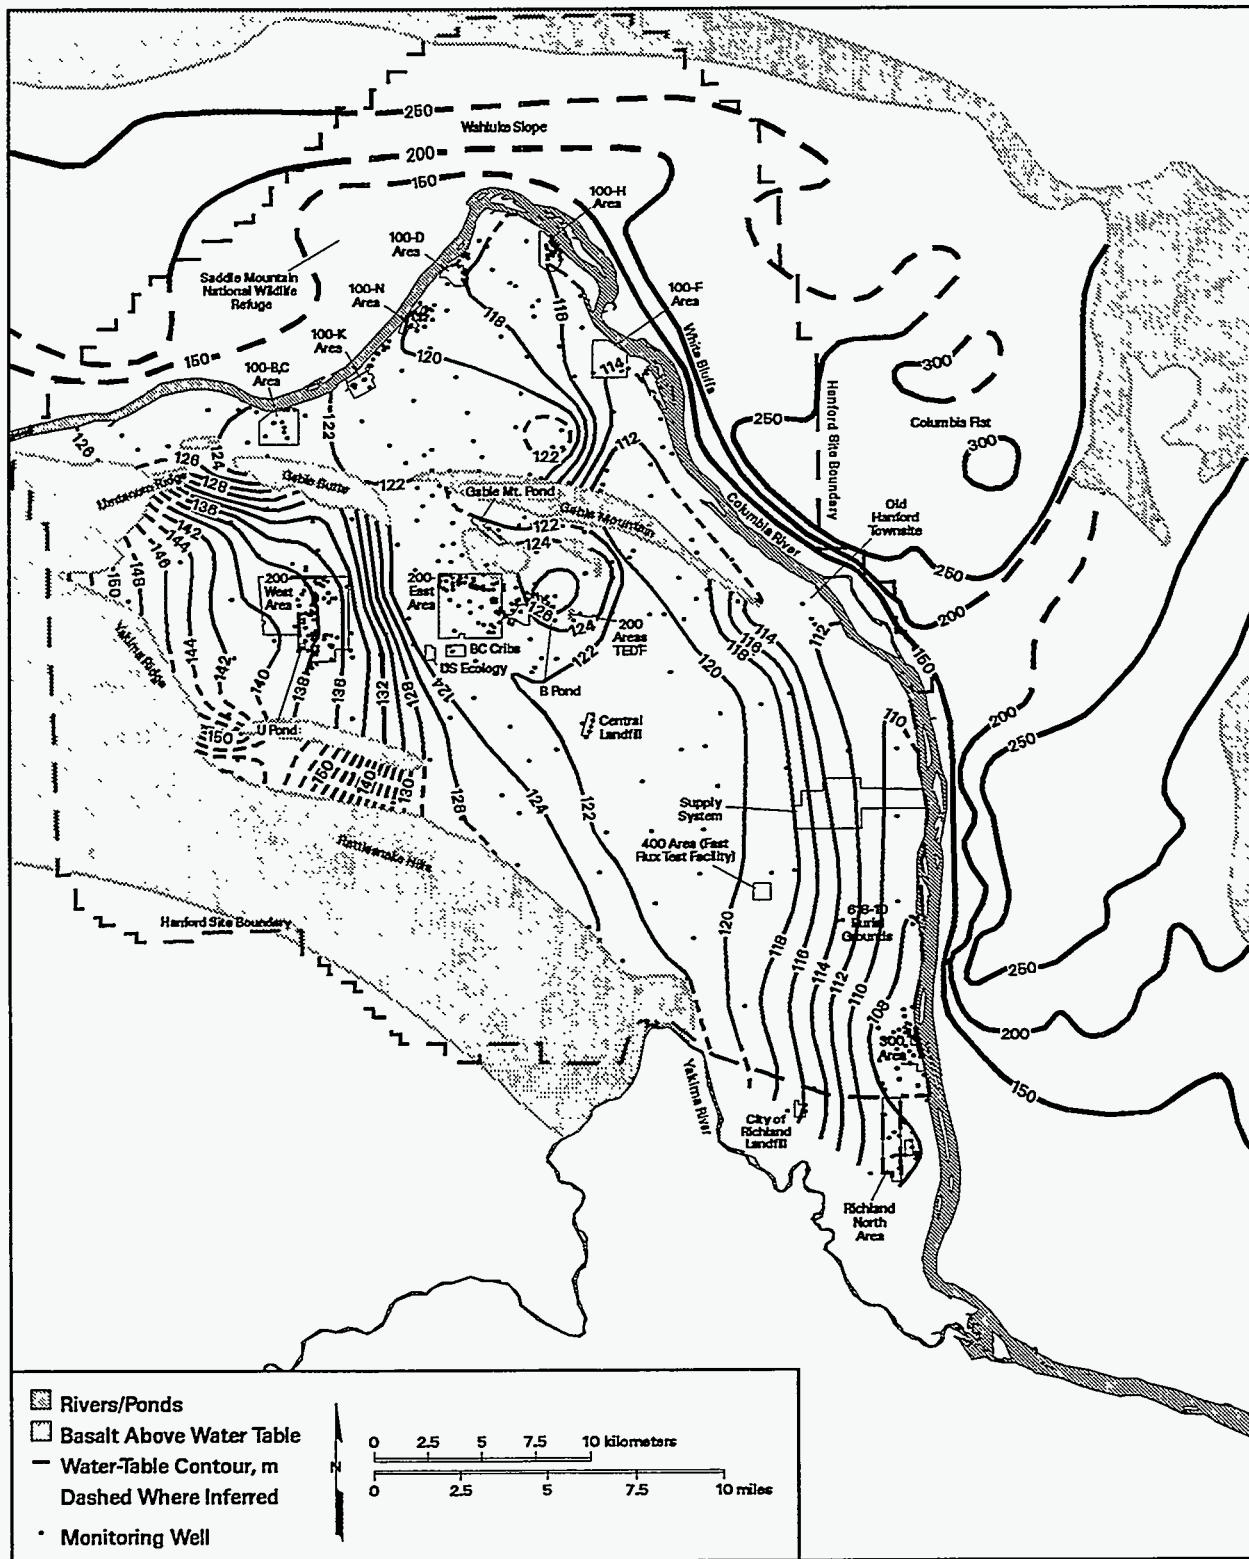 250
Wahluke Slope
200
150
100-H
Area
100-D
Area
Saddle Mountain
National Wildlife
Refuge
100-N
Area
100-F
Area
118
118
100-K
Area
120
White Bluffs
150
100-B,C
Area
114
300
250
Columbia Flat
300
Hanford Site Boundary
122
112
126
124
126
128
136
Umtanum Ridge
Gable Butte
122
122
Gable Mt. Pond
Gable Mountain
122
124
Columbia River
Old
Hanford
Townsite
250
200
142
144
146
148
150
200
West
Area
200
East
Area
126
124
200
Areas
TEDF
122
114
116
118
112
150
Yakima Ridge
144
142
140
138
136
132
128
124
BC Cribs
US Ecology
B Pond
120
110
200
250
150
U Pond
Central
Landfill
150
140
130
126
124
122
Supply
System
400 Area (Fast
Flux Test Facility)
Rattlesnake Hills
Hanford Site Boundary
120
118
116
114
112
110
108
618-10
Burial
Grounds
250
200
150
300
Area
Yakima River
City of
Richland
Landfill
Richland
North
Area
Rivers/Ponds
Basalt Above Water Table
Water-Table Contour, m
Dashed Where Inferred
Monitoring Well
N
0 2.5 5 7.5 10 kilometers
0 2.5 5 7.5 10 miles